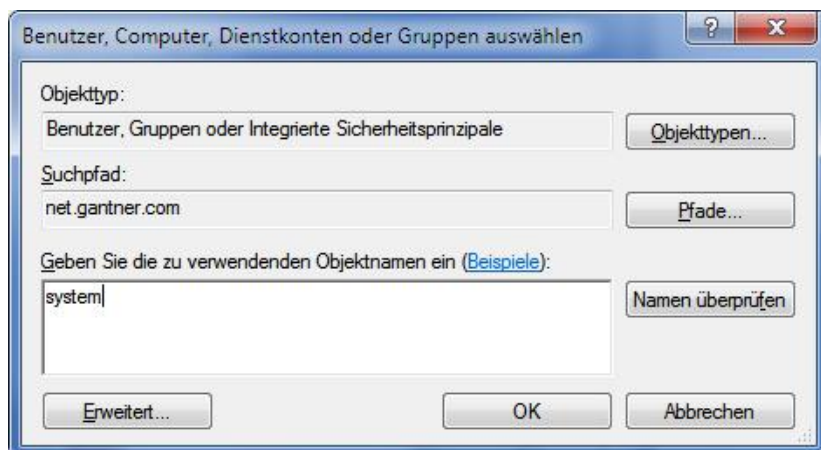 Benutzer, Computer, Dienstkonten oder Gruppen auswählen
Objekttyp:
Benutzer, Gruppen oder Integrierte Sicherheitsprinzipale
Objekttypen...
Suchpfad:
net.gantner.com
Pfade...
Geben Sie die zu verwendenden Objektnamen ein (Beispiele):
system
Namen überprüfen
Erweitert...
OK
Abbrechen